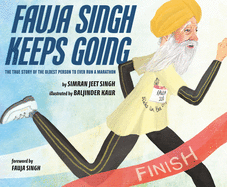 FAUJA SINGH
KEEPS GOING
THE TRUE STORY OF THE OLDEST PERSON TO EVER RUN A MARATHON
by SIMRAN JEET SINGH
illustrated by BALJINDER KAUR
foreword by
FAUJA SINGH
FINISH